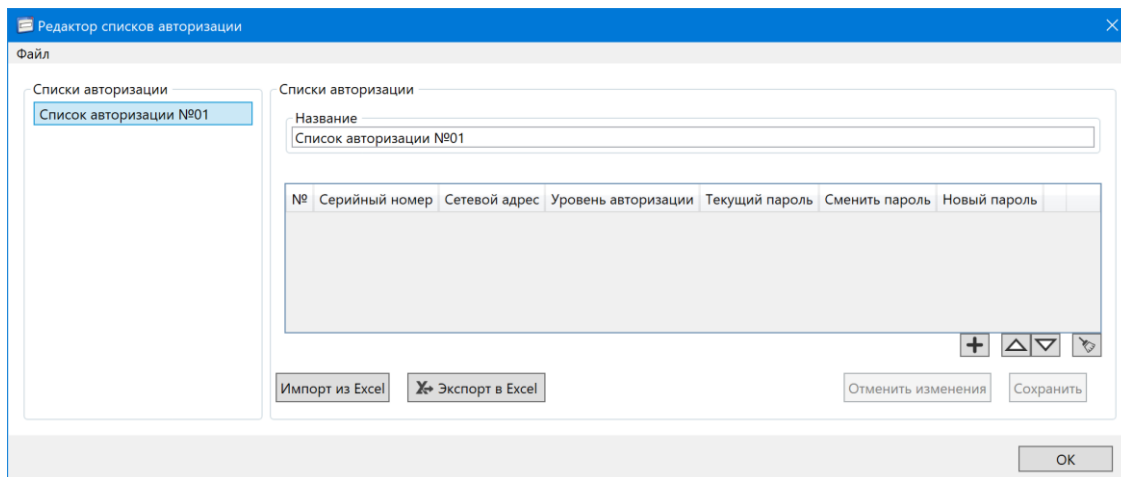 Редактор списков авторизации
Файл
Списки авторизации
Список авторизации №01
Списки авторизации
Название
Список авторизации №01
№ Серийный номер Сетевой адрес Уровень авторизации Текущий пароль Сменить пароль Новый пароль
Импорт из Excel Экспорт в Excel Отменить изменения Сохранить
ОК